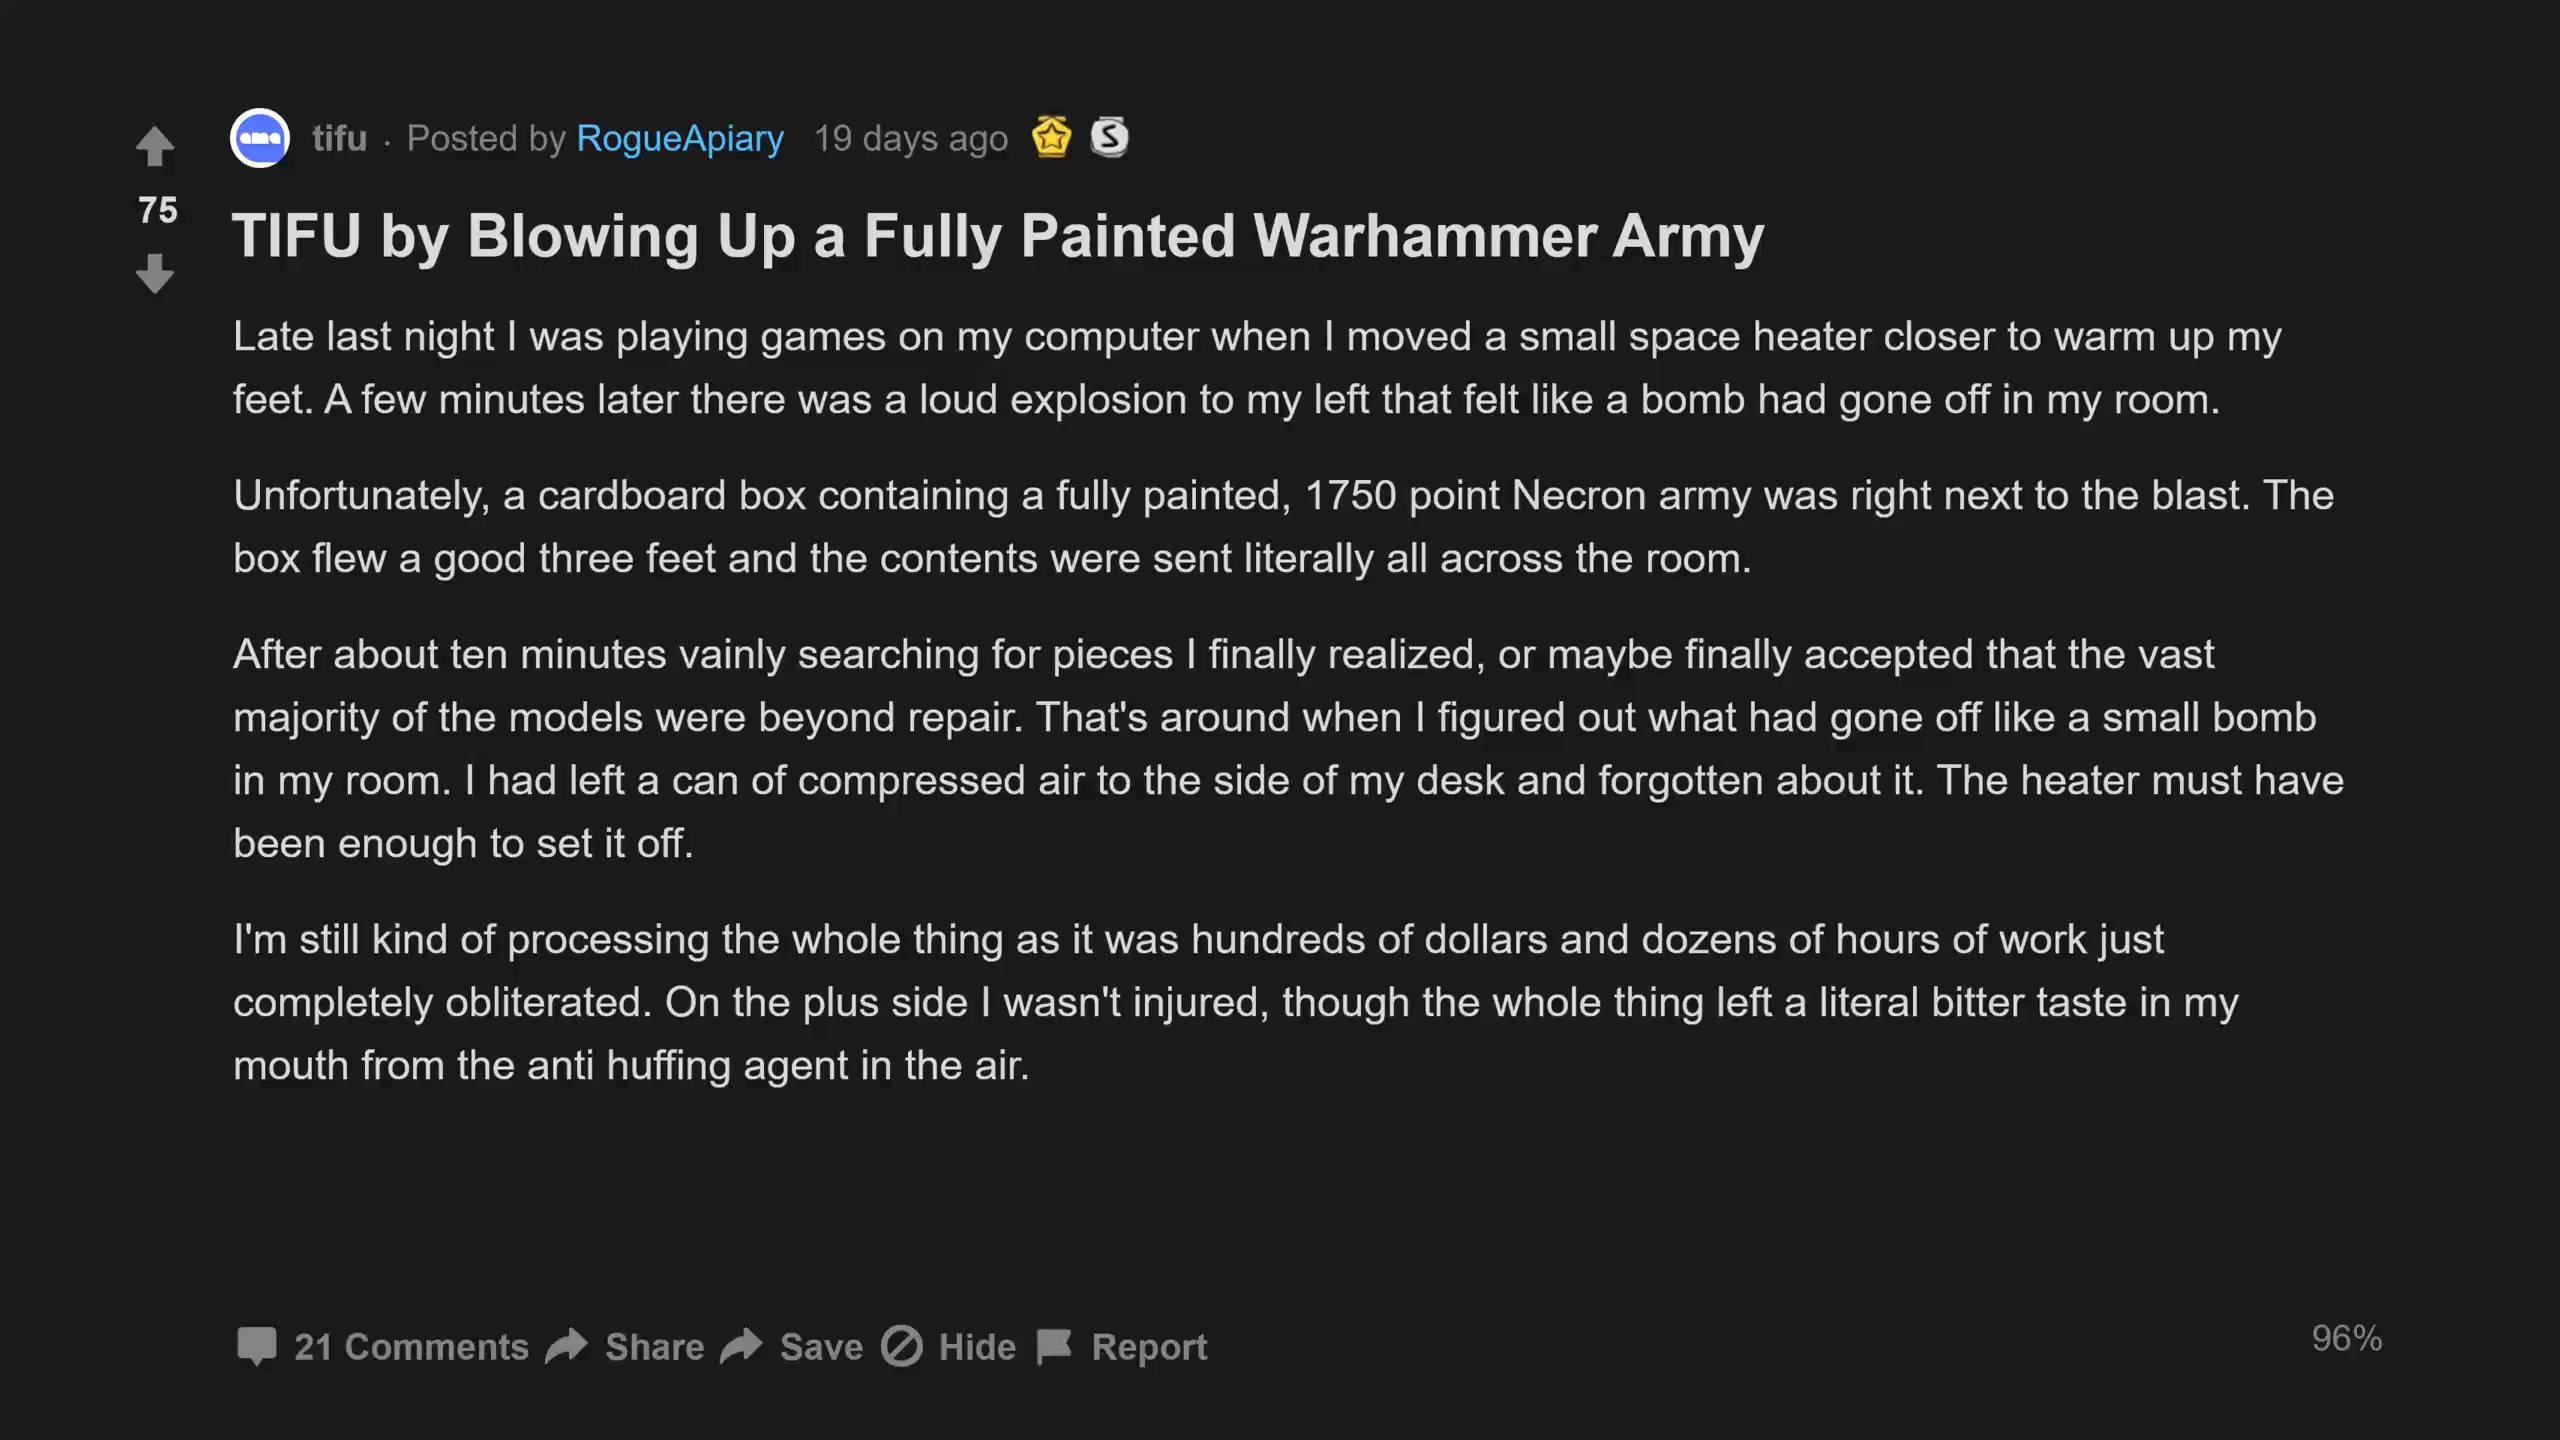 tifu · Posted by RogueApiary 19 days ago
75
TIFU by Blowing Up a Fully Painted Warhammer Army
Late last night I was playing games on my computer when I moved a small space heater closer to warm up my
feet. A few minutes later there was a loud explosion to my left that felt like a bomb had gone off in my room.
Unfortunately, a cardboard box containing a fully painted, 1750 point Necron army was right next to the blast. The
box flew a good three feet and the contents were sent literally all across the room.
After about ten minutes vainly searching for pieces I finally realized, or maybe finally accepted that the vast
majority of the models were beyond repair. That's around when I figured out what had gone off like a small bomb
in my room. I had left a can of compressed air to the side of my desk and forgotten about it. The heater must have
been enough to set it off.
I'm still kind of processing the whole thing as it was hundreds of dollars and dozens of hours of work just
completely obliterated. On the plus side I wasn't injured, though the whole thing left a literal bitter taste in my
mouth from the anti huffing agent in the air.
21 Comments Share Save Hide Report
96%